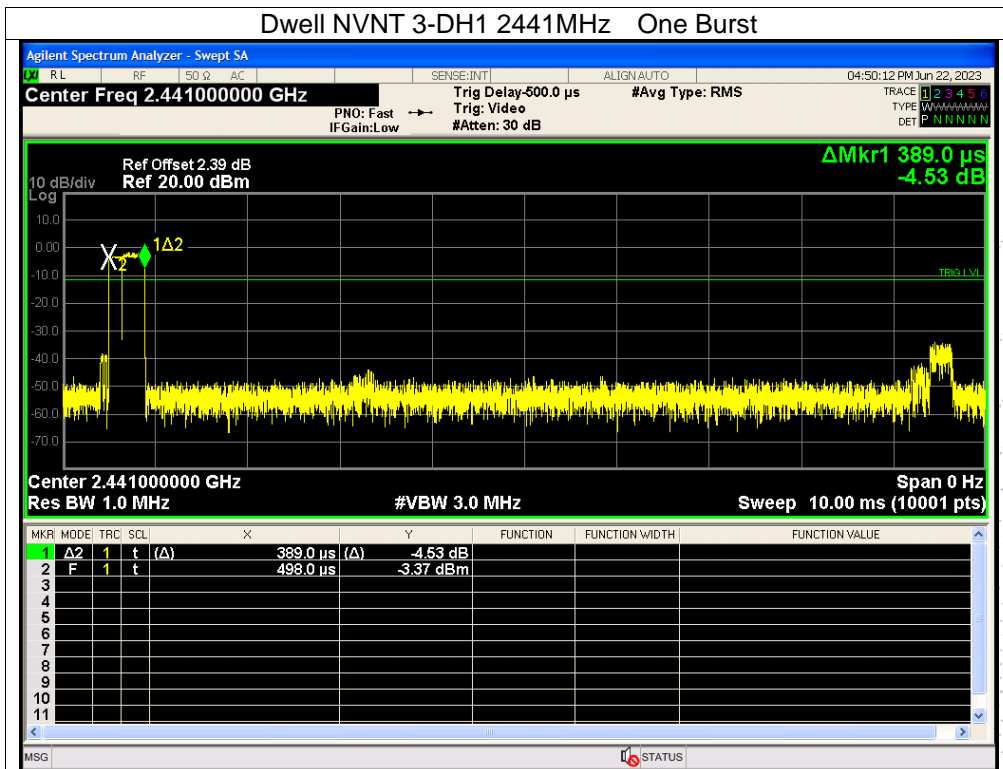 Dwell NVNT 3-DH1 2441MHz One Burst
Agilent Spectrum Analyzer - Swept SA
LXI RL RF 50 Ω AC SENSE:INT ALIGN AUTO 04:50:12 PM Jun 22, 2023
Center Freq 2.441000000 GHz
PNO: Fast
IFGain:Low
Trig Delay-500.0 µs
Trig: Video
#Atten: 30 dB
#Avg Type: RMS
TRACE 1 2 3 4 5 6
TYPE WWWWWW
DET P N N N N N
ΔMkr1 389.0 µs
-4.53 dB
Ref Offset 2.39 dB
10 dB/div Ref 20.00 dBm
Log
10.0
0.00
-10.0
-20.0
-30.0
-40.0
-50.0
-60.0
-70.0
X2
1Δ2
TRIG LVL
Center 2.441000000 GHz Span 0 Hz
Res BW 1.0 MHz #VBW 3.0 MHz Sweep 10.00 ms (10001 pts)
MKR MODE TRC SCL X Y FUNCTION FUNCTION WIDTH FUNCTION VALUE
1 Δ2 1 t (Δ) 389.0 µs (Δ) -4.53 dB
2 F 1 t 498.0 µs -3.37 dBm
3
4
5
6
7
8
9
10
11
MSG STATUS